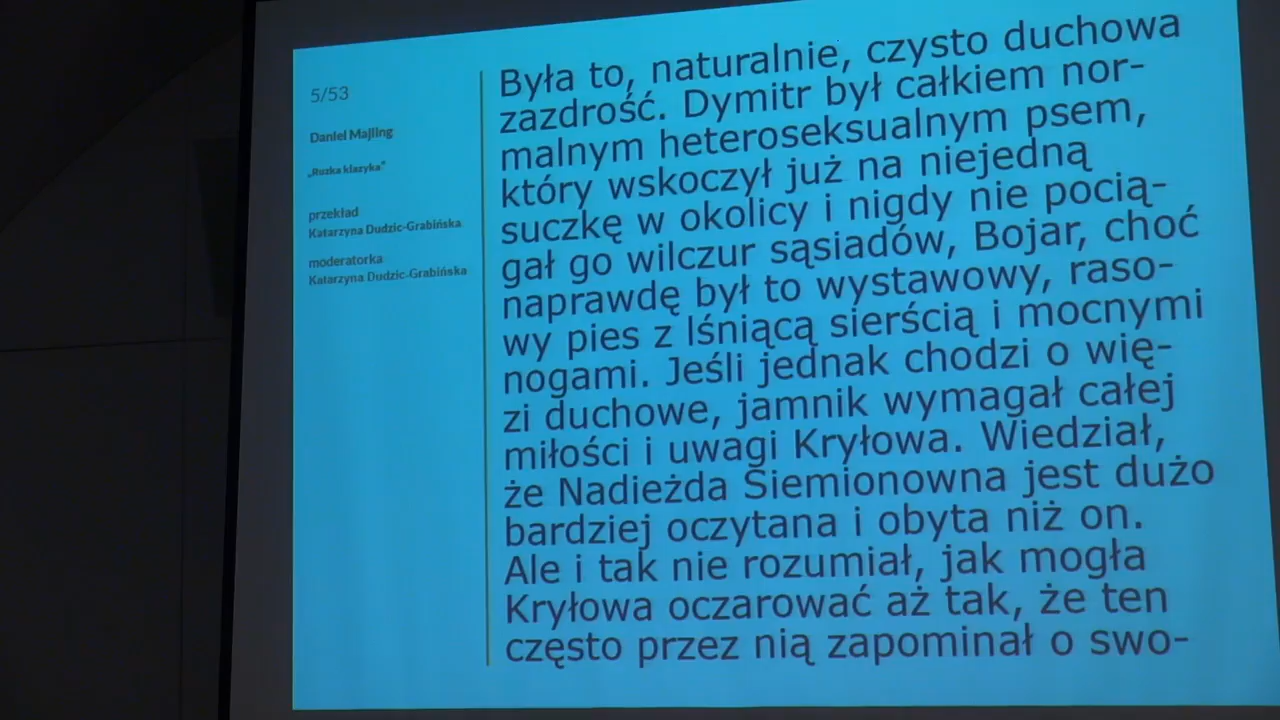 5/53
Daniel Majling
„Ruzka klazyka"
przekład
Katarzyna Dudzic-Grabińska
moderatorka
Katarzyna Dudzic-Grabińska
Była to, naturalnie, czysto duchowa
zazdrość. Dymitr był całkiem nor-
malnym heteroseksualnym psem,
który wskoczył już na niejedną
suczkę w okolicy i nigdy nie pocią-
gał go wilczur sąsiadów, Bojar, choć
naprawdę był to wystawowy, raso-
wy pies z lśniącą sierścią i mocnymi
nogami. Jeśli jednak chodzi o wię-
zi duchowe, jamnik wymagał całej
miłości i uwagi Kryłowa. Wiedział,
że Nadieżda Siemionowna jest dużo
bardziej oczytana i obyta niż on.
Ale i tak nie rozumiał, jak mogła
Kryłowa oczarować aż tak, że ten
często przez nią zapominał o swo-